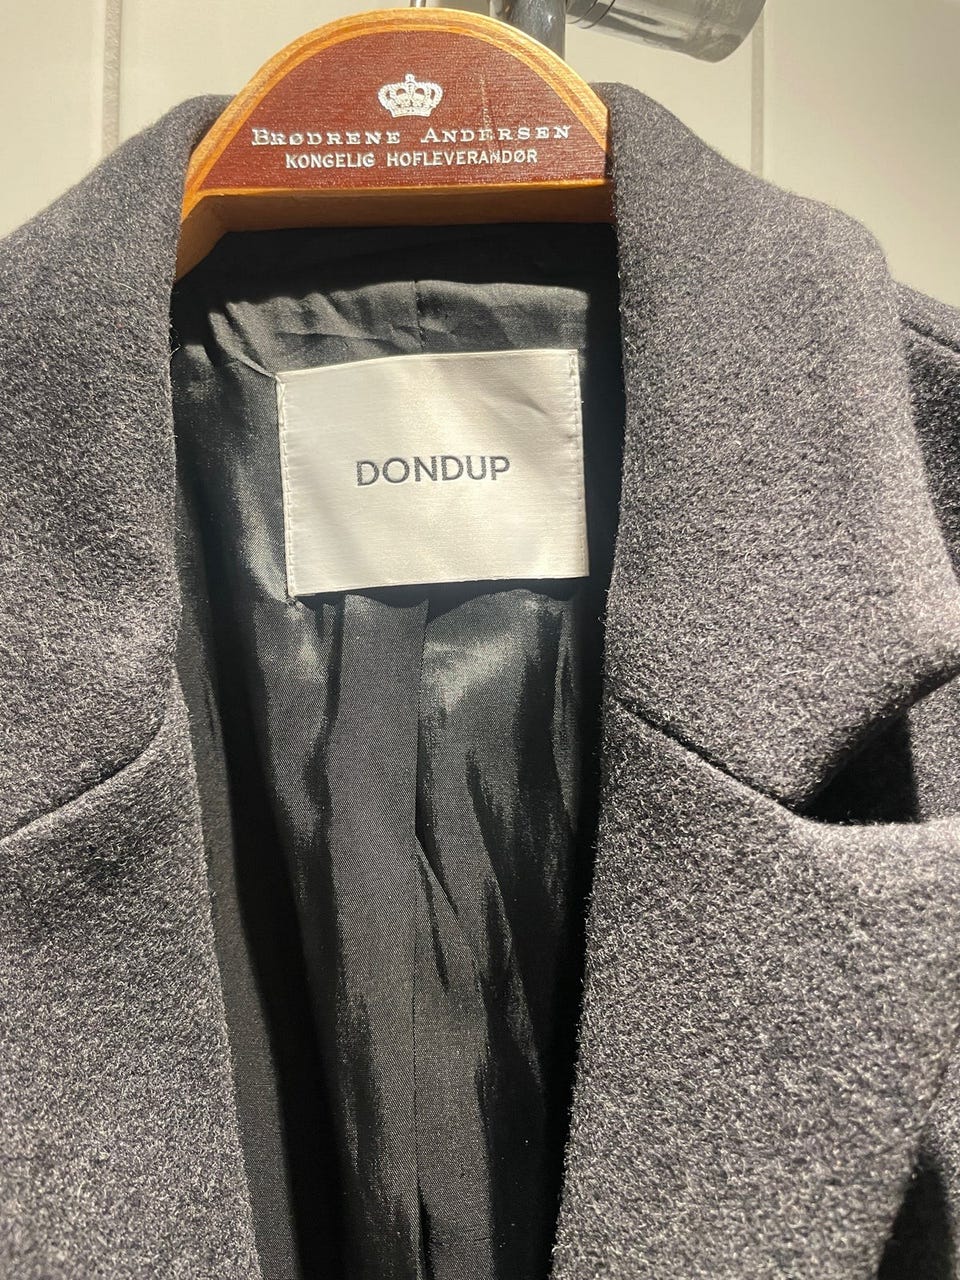 BRØDRENE ANDERSEN
KONGELIG HOFLEVERANDØR
DONDUP